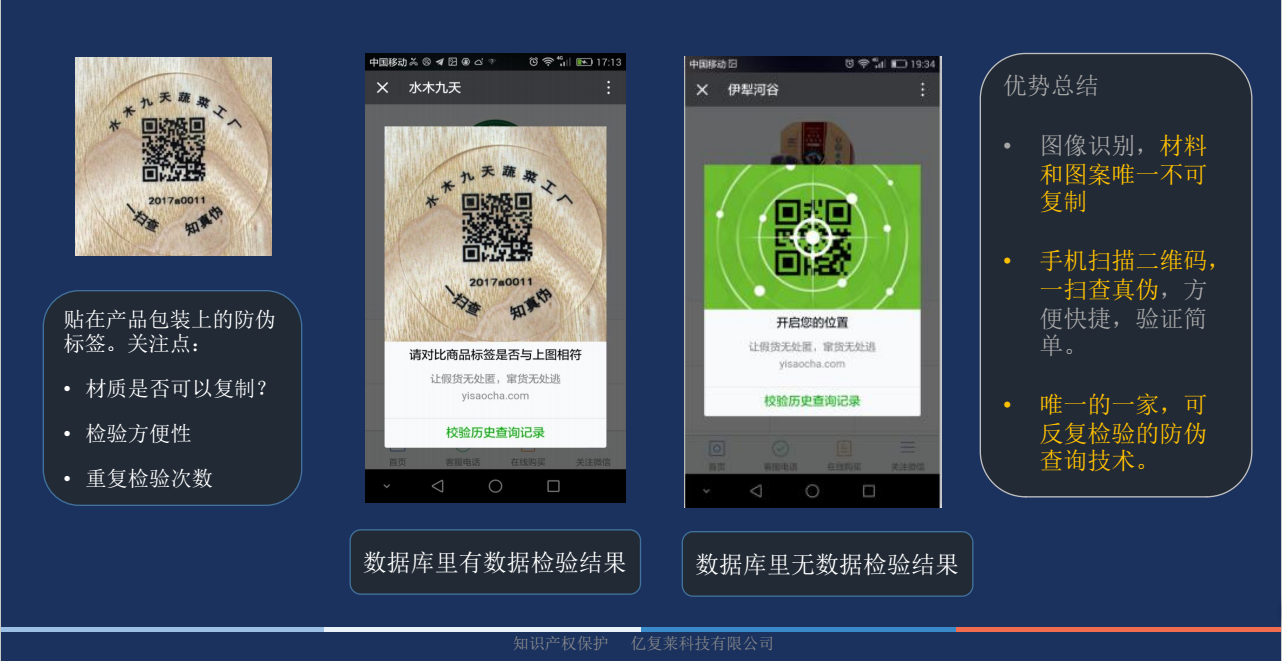 水木九天蔬菜工厂
2017a0011
一扫查 知真伪
贴在产品包装上的防伪
标签。关注点：
• 材质是否可以复制？
• 检验方便性
• 重复检验次数
中国移动 4G 17:13
水木九天
水木九天蔬菜工厂
2017a0011
一扫查 知真伪
请对比商品标签是否与上图相符
让假货无处匿，窜货无处逃
yisaocha.com
校验历史查询记录
首页 客服电话 在线购买 关注微信
数据库里有数据检验结果
中国移动 4G 19:34
伊犁河谷
开启您的位置
让假货无处匿，窜货无处逃
yisaocha.com
校验历史查询记录
首页 客服电话 在线购买 关注微信
数据库里无数据检验结果
优势总结
• 图像识别，材料
和图案唯一不可
复制
• 手机扫描二维码，
一扫查真伪，方
便快捷，验证简
单。
• 唯一的一家，可
反复检验的防伪
查询技术。
知识产权保护 亿复莱科技有限公司